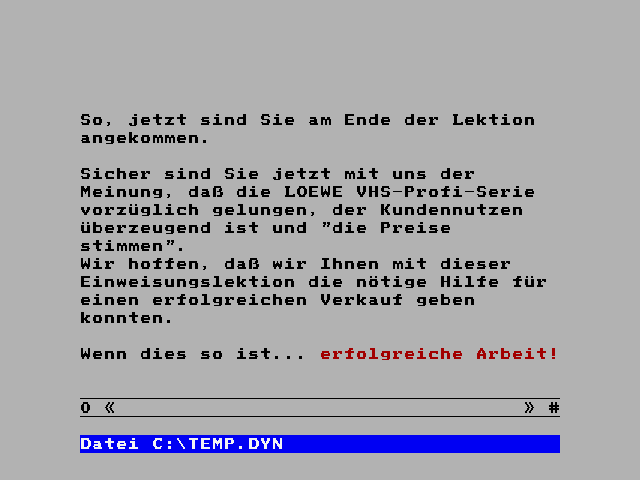 So, jetzt sind Sie am Ende der Lektion
angekommen.
Sicher sind Sie jetzt mit uns der
Meinung, daß die LOEWE VHS-Profi-Serie
vorzüglich gelungen, der Kundennutzen
überzeugend ist und "die Preise
stimmen".
Wir hoffen, daß wir Ihnen mit dieser
Einweisungslektion die nötige Hilfe für
einen erfolgreichen Verkauf geben
konnten.
Wenn dies so ist... erfolgreiche Arbeit!
0 « » #
Datei C:\TEMP.DYN